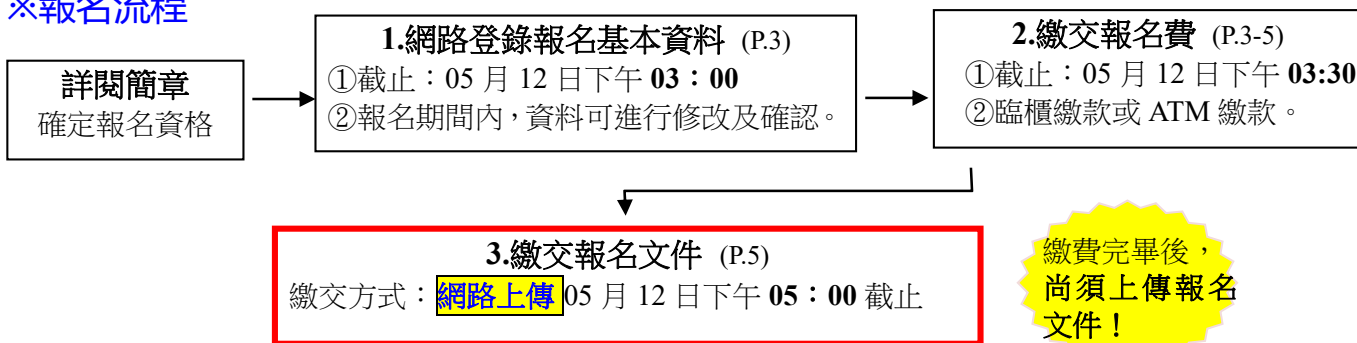 ※報名流程
詳閱簡章
確定報名資格
1.網路登錄報名基本資料 (P.3)
①截止：05 月 12 日下午 03：00
②報名期間內，資料可進行修改及確認。
2.繳交報名費 (P.3-5)
①截止：05 月 12 日下午 03:30
②臨櫃繳款或 ATM 繳款。
3.繳交報名文件 (P.5)
繳交方式：網路上傳 05 月 12 日下午 05：00 截止
繳費完畢後，
尚須上傳報名
文件！